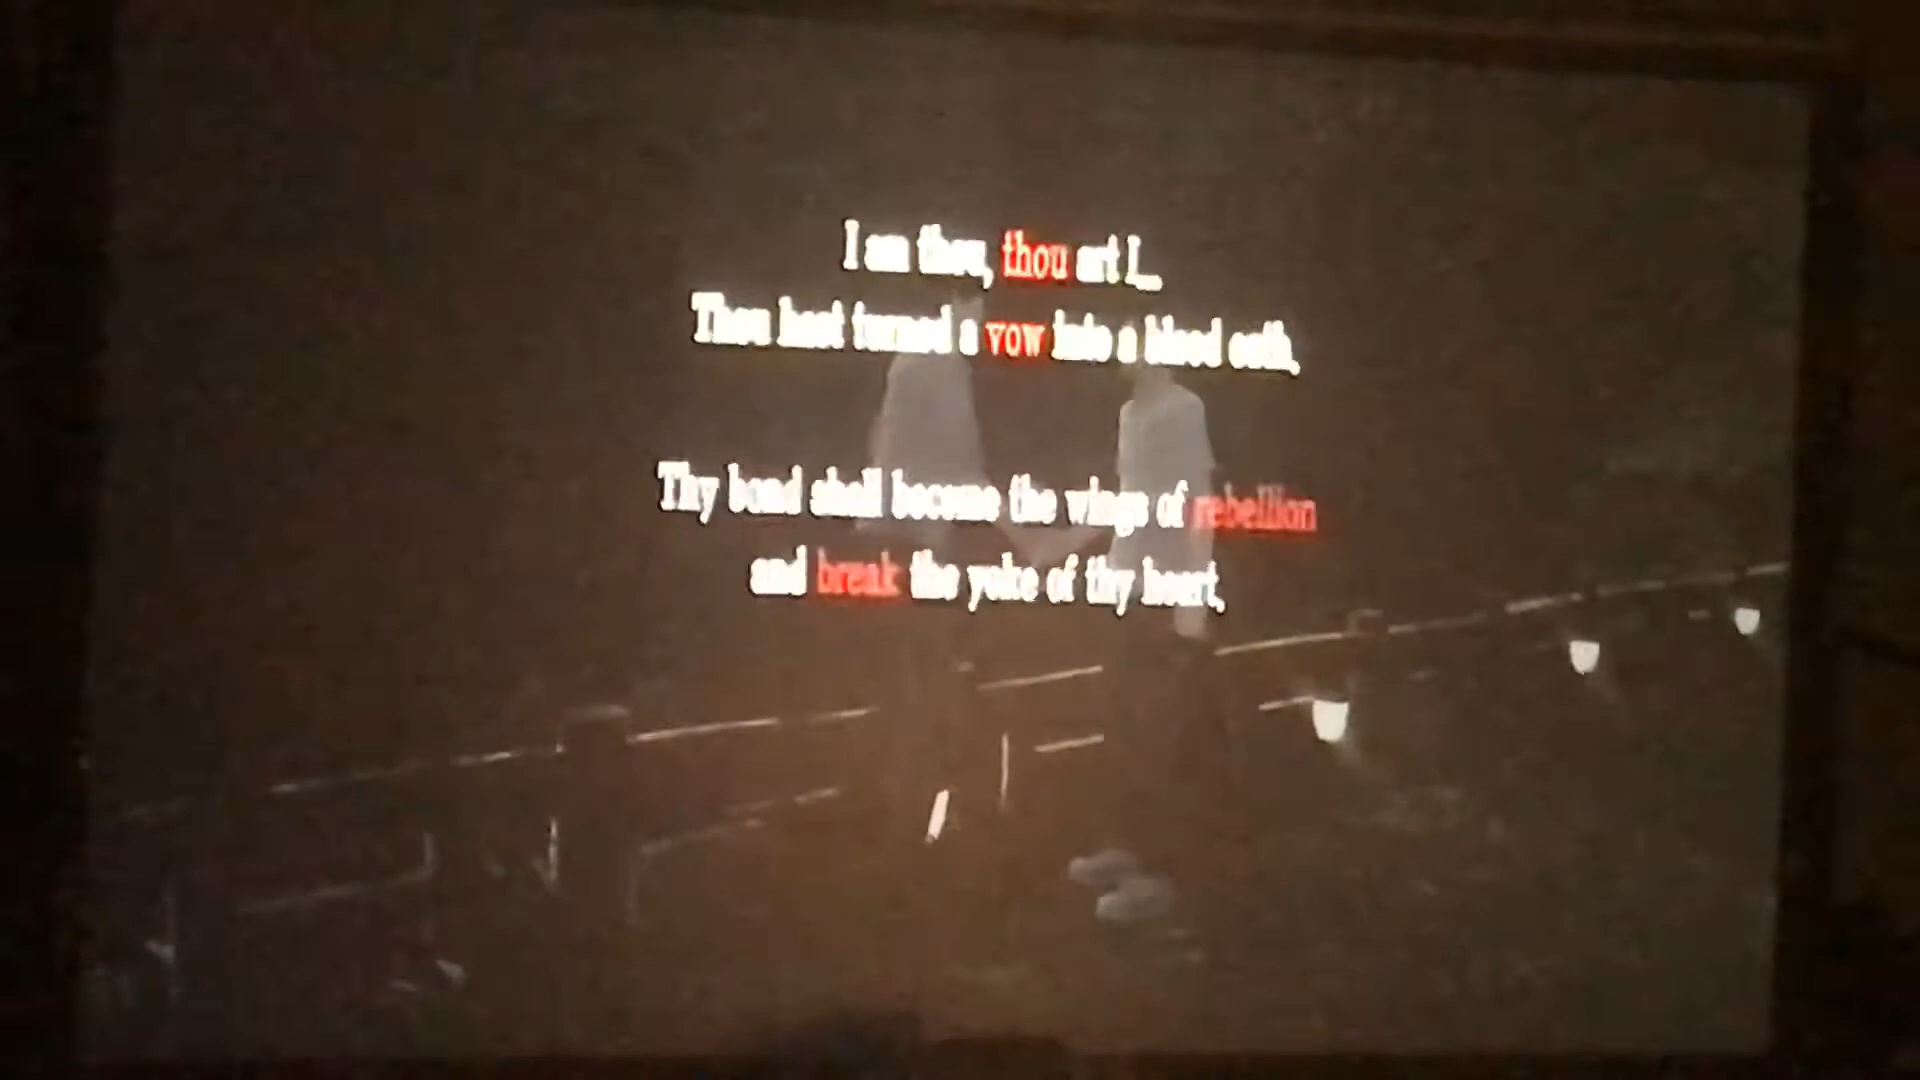 I am thou, thou art I...
Thou hast turned a vow into a blood oath.
Thy bond shall become the wings of rebellion
and break the yoke of thy heart.